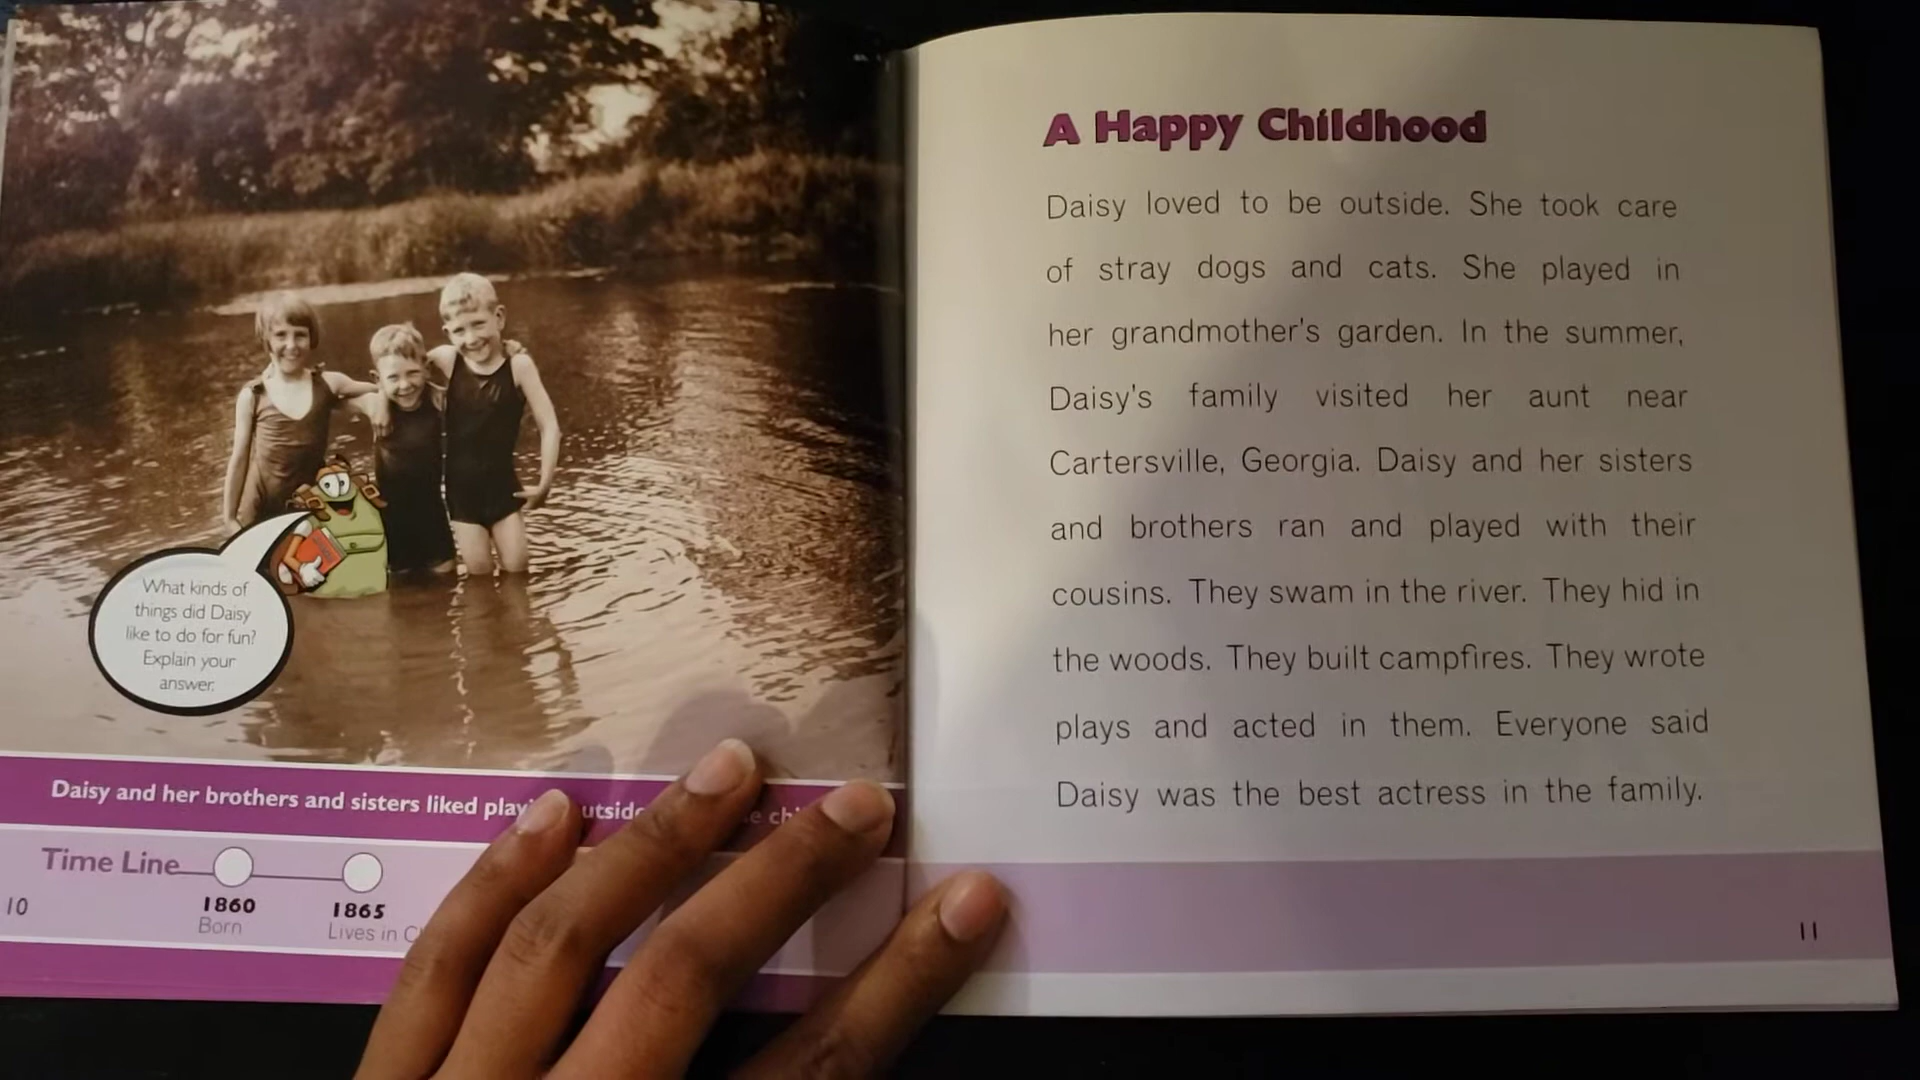 What kinds of
things did Daisy
like to do for fun?
Explain your
answer.
Daisy and her brothers and sisters liked
Time Line
1860
Born
1865
Lives in
10
A Happy Childhood
Daisy loved to be outside. She took care
of stray dogs and cats. She played in
her grandmother's garden. In the summer,
Daisy's family visited her aunt near
Cartersville, Georgia. Daisy and her sisters
and brothers ran and played with their
cousins. They swam in the river. They hid in
the woods. They built campfires. They wrote
plays and acted in them. Everyone said
Daisy was the best actress in the family.
11